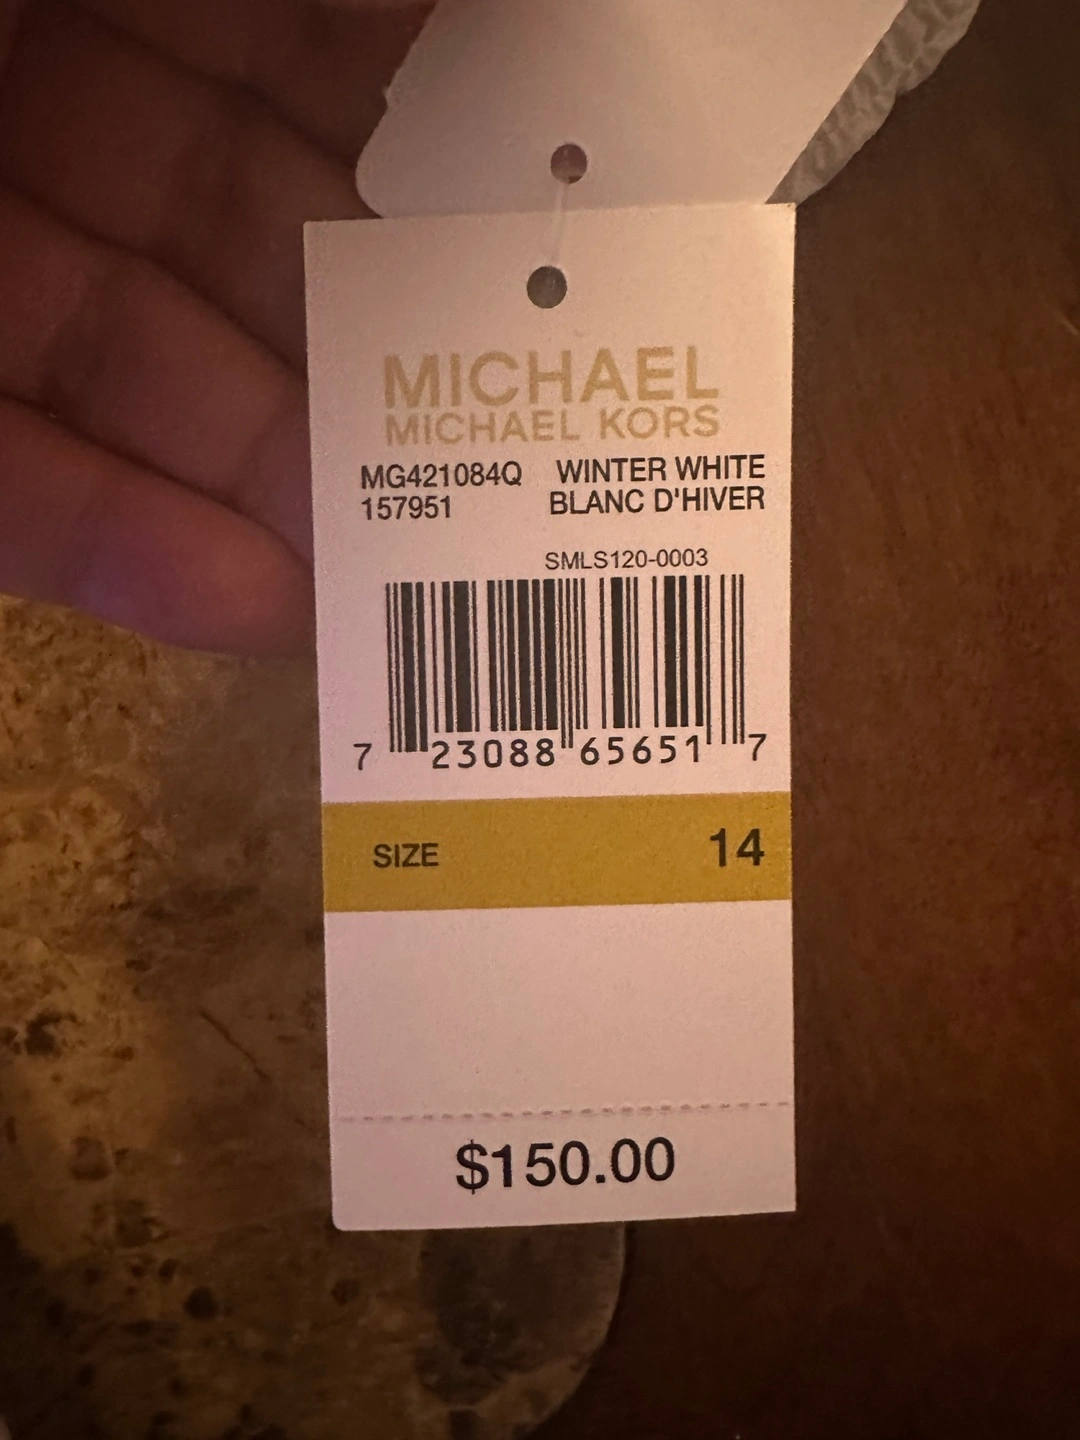 MICHAEL
MICHAEL KORS
MG421084Q WINTER WHITE
157951 BLANC D'HIVER
SMLS120-0003
7 23088 65651 7
SIZE 14
$150.00